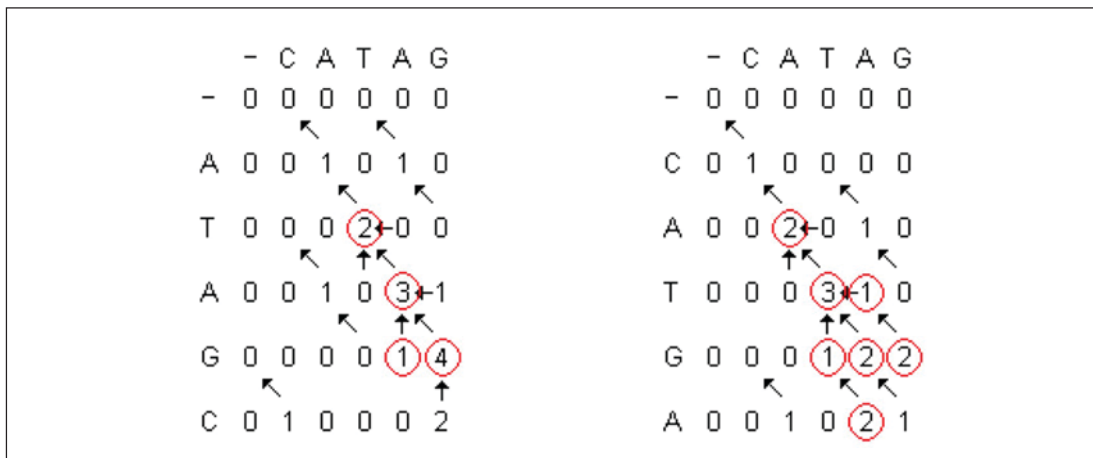 - C A T A G
- 0 0 0 0 0 0
A 0 0 1 0 1 0
T 0 0 0 2 0 0
A 0 0 1 0 3 1
G 0 0 0 0 1 4
C 0 1 0 0 0 2
- C A T A G
- 0 0 0 0 0 0
C 0 1 0 0 0 0
A 0 0 2 0 1 0
T 0 0 0 3 1 0
G 0 0 0 1 2 2
A 0 0 1 0 2 1